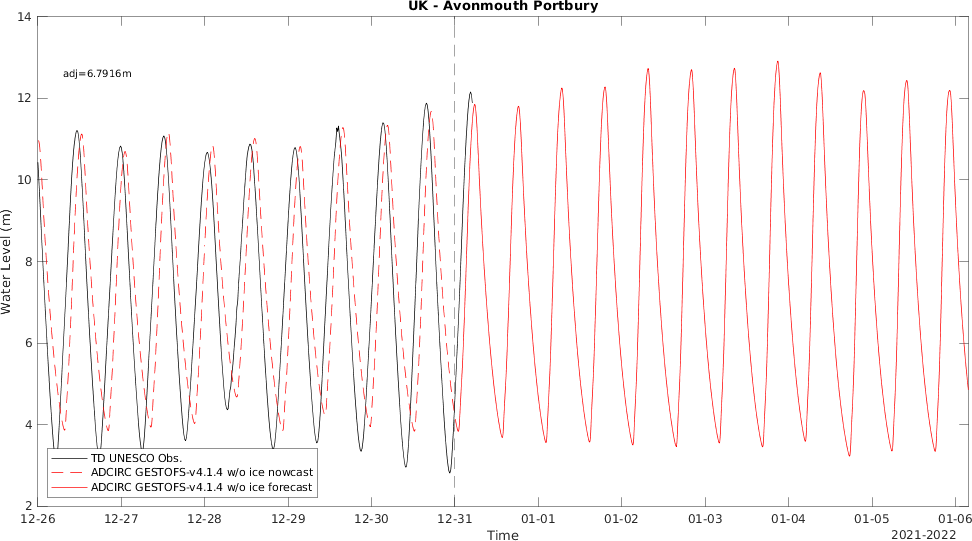 UK - Avonmouth Portbury
14
12
10
8
6
4
2
Water Level (m)
adj=6.7916m
TD UNESCO Obs.
ADCIRC GESTOFS-v4.1.4 w/o ice nowcast
ADCIRC GESTOFS-v4.1.4 w/o ice forecast
12-26 12-27 12-28 12-29 12-30 12-31 01-01 01-02 01-03 01-04 01-05 01-06
Time
2021-2022